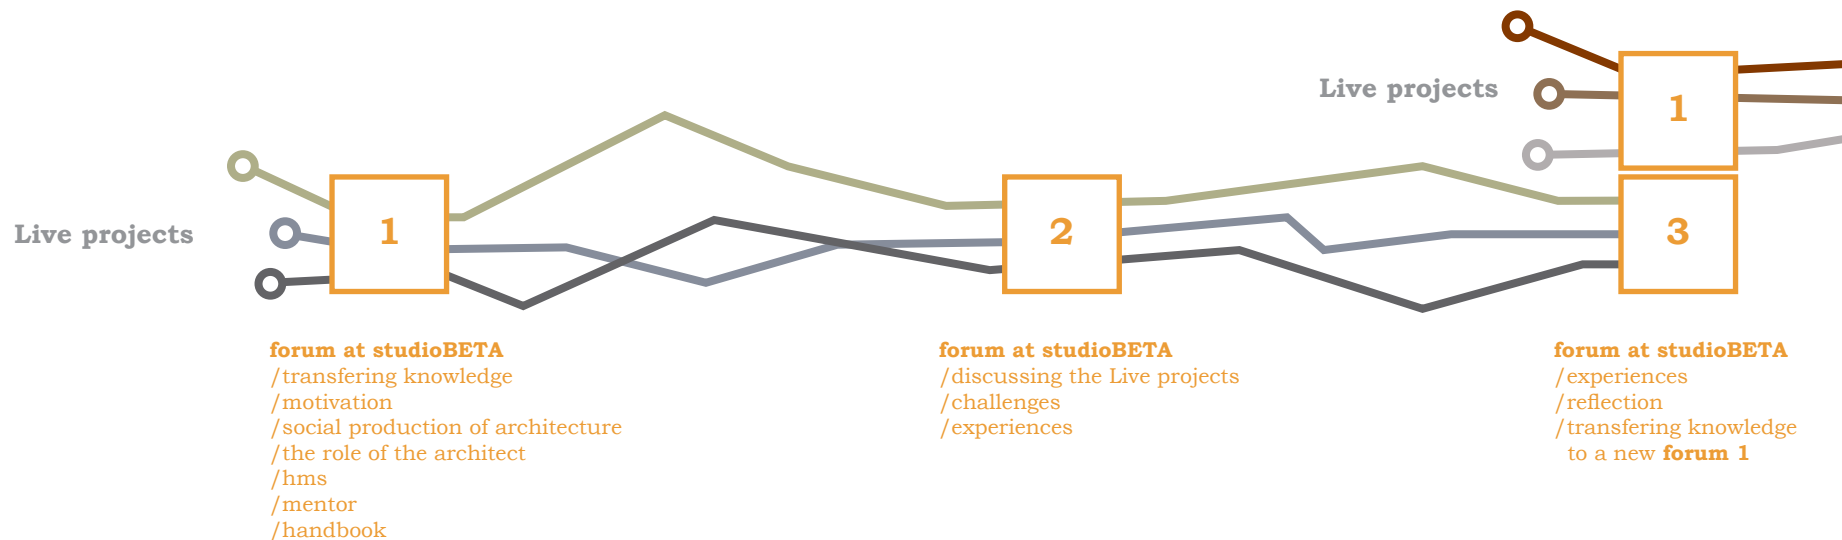 Live projects
1
Live projects
1
2
3
forum at studioBETA
/transfering knowledge
/motivation
/social production of architecture
/the role of the architect
/hms
/mentor
/handbook
forum at studioBETA
/discussing the Live projects
/challenges
/experiences
forum at studioBETA
/experiences
/reflection
/transfering knowledge
to a new forum 1